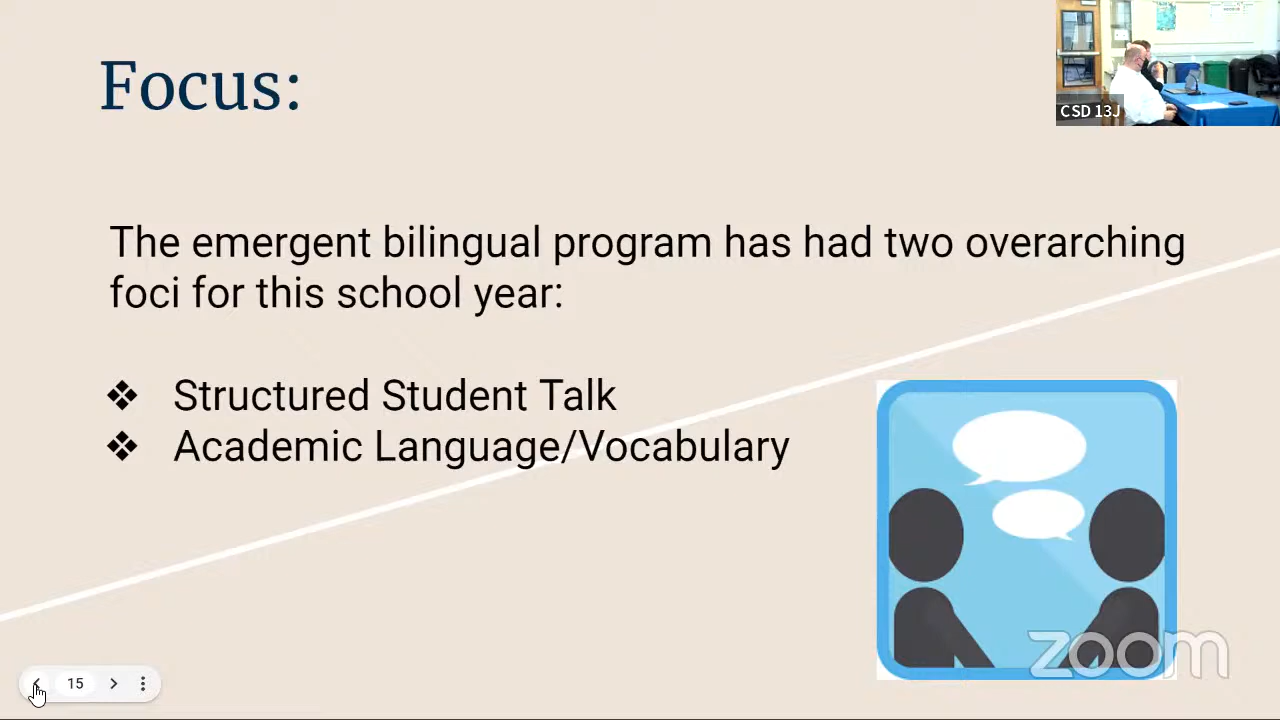 Focus:
CSD 13J
The emergent bilingual program has had two overarching
foci for this school year:
❖ Structured Student Talk
❖ Academic Language/Vocabulary
zoom
15